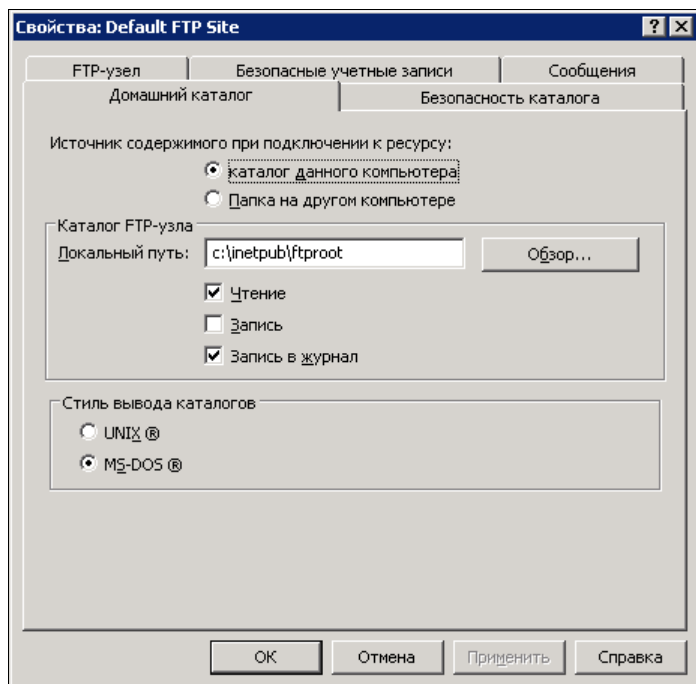 Свойства: Default FTP Site
FTP-узел Безопасные учетные записи Сообщения
Домашний каталог Безопасность каталога
Источник содержимого при подключении к ресурсу:
каталог данного компьютера
Папка на другом компьютере
Каталог FTP-узла
Локальный путь: c:\inetpub\ftproot Обзор...
Чтение
Запись
Запись в журнал
Стиль вывода каталогов
UNIX ®
MS-DOS ®
ОК Отмена Применить Справка